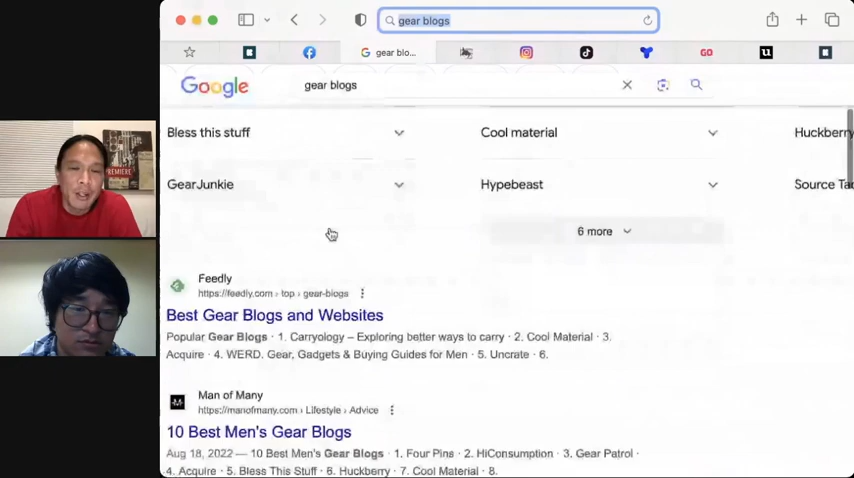 gear blogs
gear blo...
GO
Google
gear blogs
Bless this stuff
Cool material
Huckberry
GearJunkie
Hypebeast
Source Ta
6 more
Feedly
https://feedly.com › top › gear-blogs
Best Gear Blogs and Websites
Popular Gear Blogs · 1. Carryology – Exploring better ways to carry · 2. Cool Material · 3.
Acquire · 4. WERD. Gear, Gadgets & Buying Guides for Men · 5. Uncrate · 6.
Man of Many
https://manofmany.com › Lifestyle › Advice
10 Best Men's Gear Blogs
Aug 18, 2022 — 10 Best Men's Gear Blogs · 1. Four Pins · 2. HiConsumption · 3. Gear Patrol ·
4. Acquire · 5. Bless This Stuff · 6. Huckberry · 7. Cool Material · 8.
PREMIERE